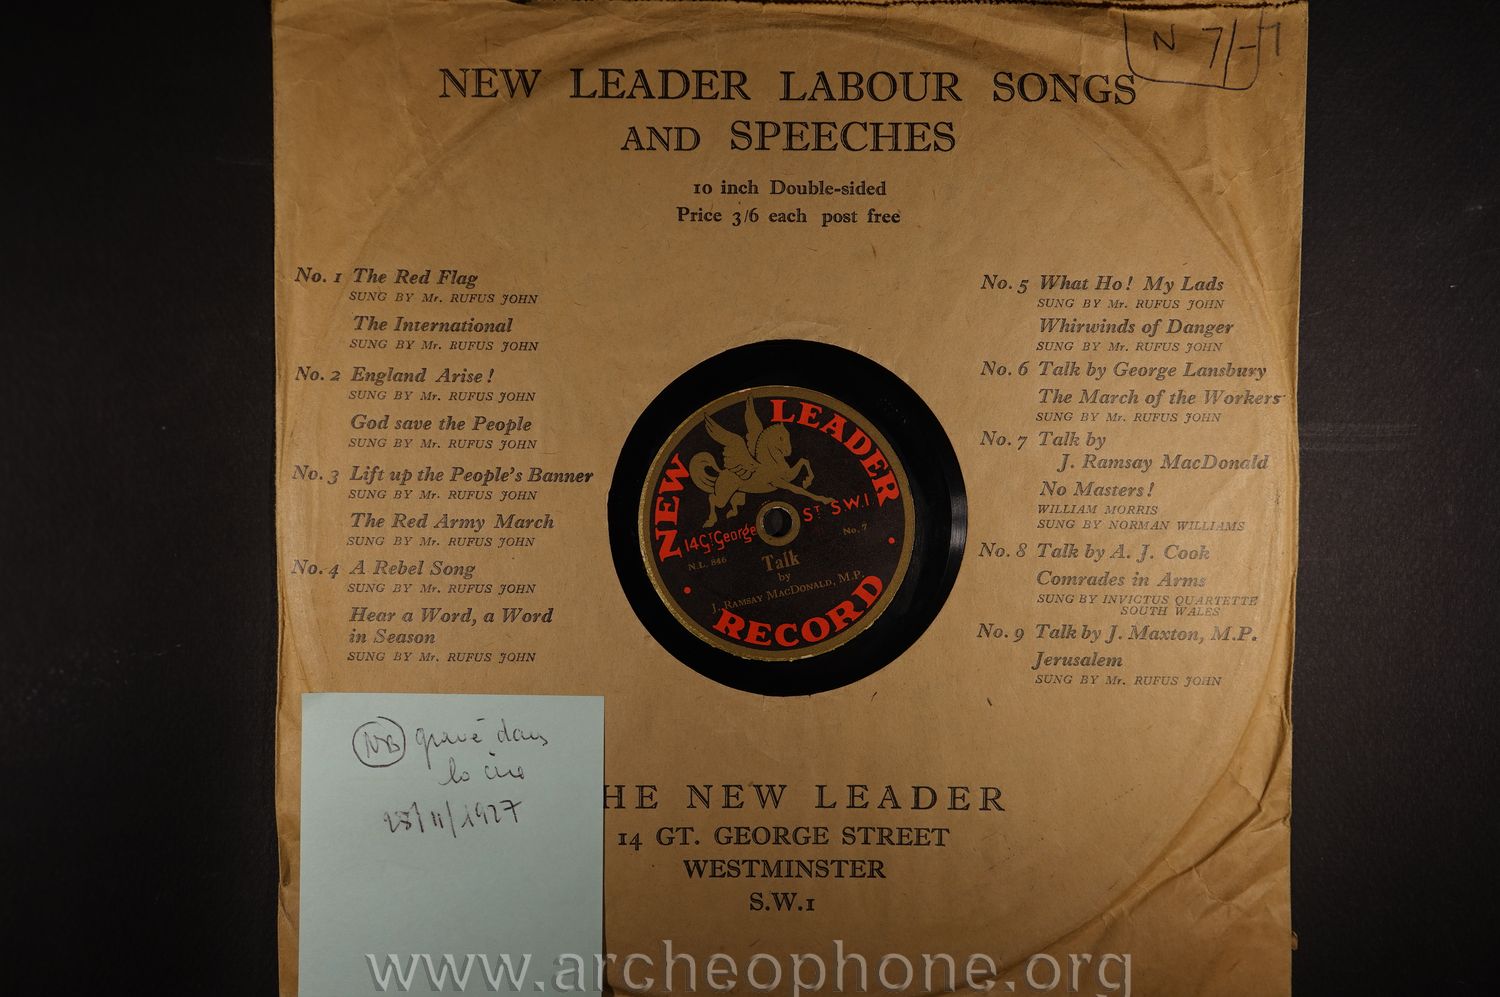 N 7/-
NEW LEADER LABOUR SONGS
AND SPEECHES
10 inch Double-sided
Price 3/6 each post free
No. 1 The Red Flag
SUNG BY Mr. RUFUS JOHN
The International
SUNG BY Mr. RUFUS JOHN
No. 2 England Arise!
SUNG BY Mr. RUFUS JOHN
God save the People
SUNG BY Mr. RUFUS JOHN
No. 3 Lift up the People's Banner
SUNG BY Mr. RUFUS JOHN
The Red Army March
SUNG BY Mr. RUFUS JOHN
No. 4 A Rebel Song
SUNG BY Mr. RUFUS JOHN
Hear a Word, a Word
in Season
SUNG BY Mr. RUFUS JOHN
NEW LEADER
14 GT George ST S.W.1
N.L. 846
No. 7
Talk
by
J. RAMSAY MACDONALD, M.P.
RECORD
No. 5 What Ho! My Lads
SUNG BY Mr. RUFUS JOHN
Whirwinds of Danger
SUNG BY Mr. RUFUS JOHN
No. 6 Talk by George Lansbury
The March of the Workers
SUNG BY Mr. RUFUS JOHN
No. 7 Talk by
J. Ramsay MacDonald
No Masters!
WILLIAM MORRIS
SUNG BY NORMAN WILLIAMS
No. 8 Talk by A. J. Cook
Comrades in Arms
SUNG BY INVICTUS QUARTETTE
SOUTH WALES
No. 9 Talk by J. Maxton, M.P.
Jerusalem
SUNG BY Mr. RUFUS JOHN
NB gravé dans
la cire
28/11/1927
HE NEW LEADER
14 GT. GEORGE STREET
WESTMINSTER
S.W.1
www.archeophone.org